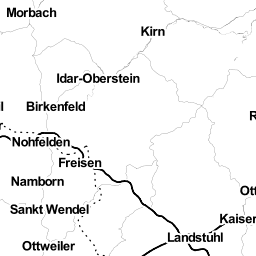 Morbach
Kirn
Idar-Oberstein
Birkenfeld
Nohfelden
Freisen
Namborn
Sankt Wendel
Ottweiler
Landstuhl